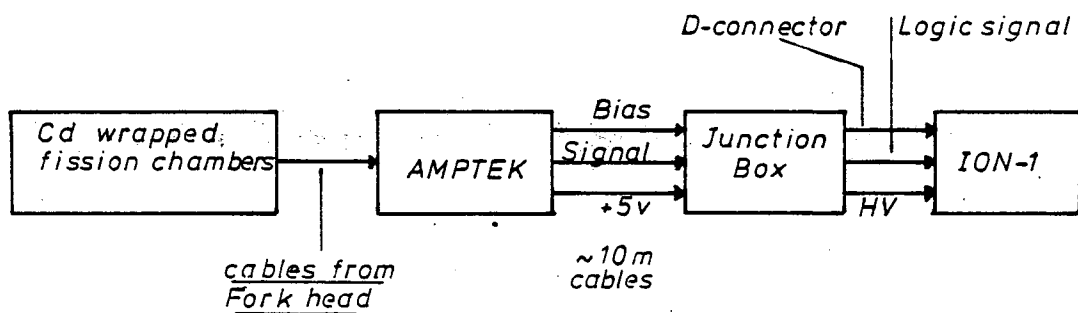 D-connector
Logic signal
Cd wrapped
fission chambers
AMPTEK
Bias
Signal
+5v
Junction
Box
HV
ION-1
cables from
Fork head
~10m
cables